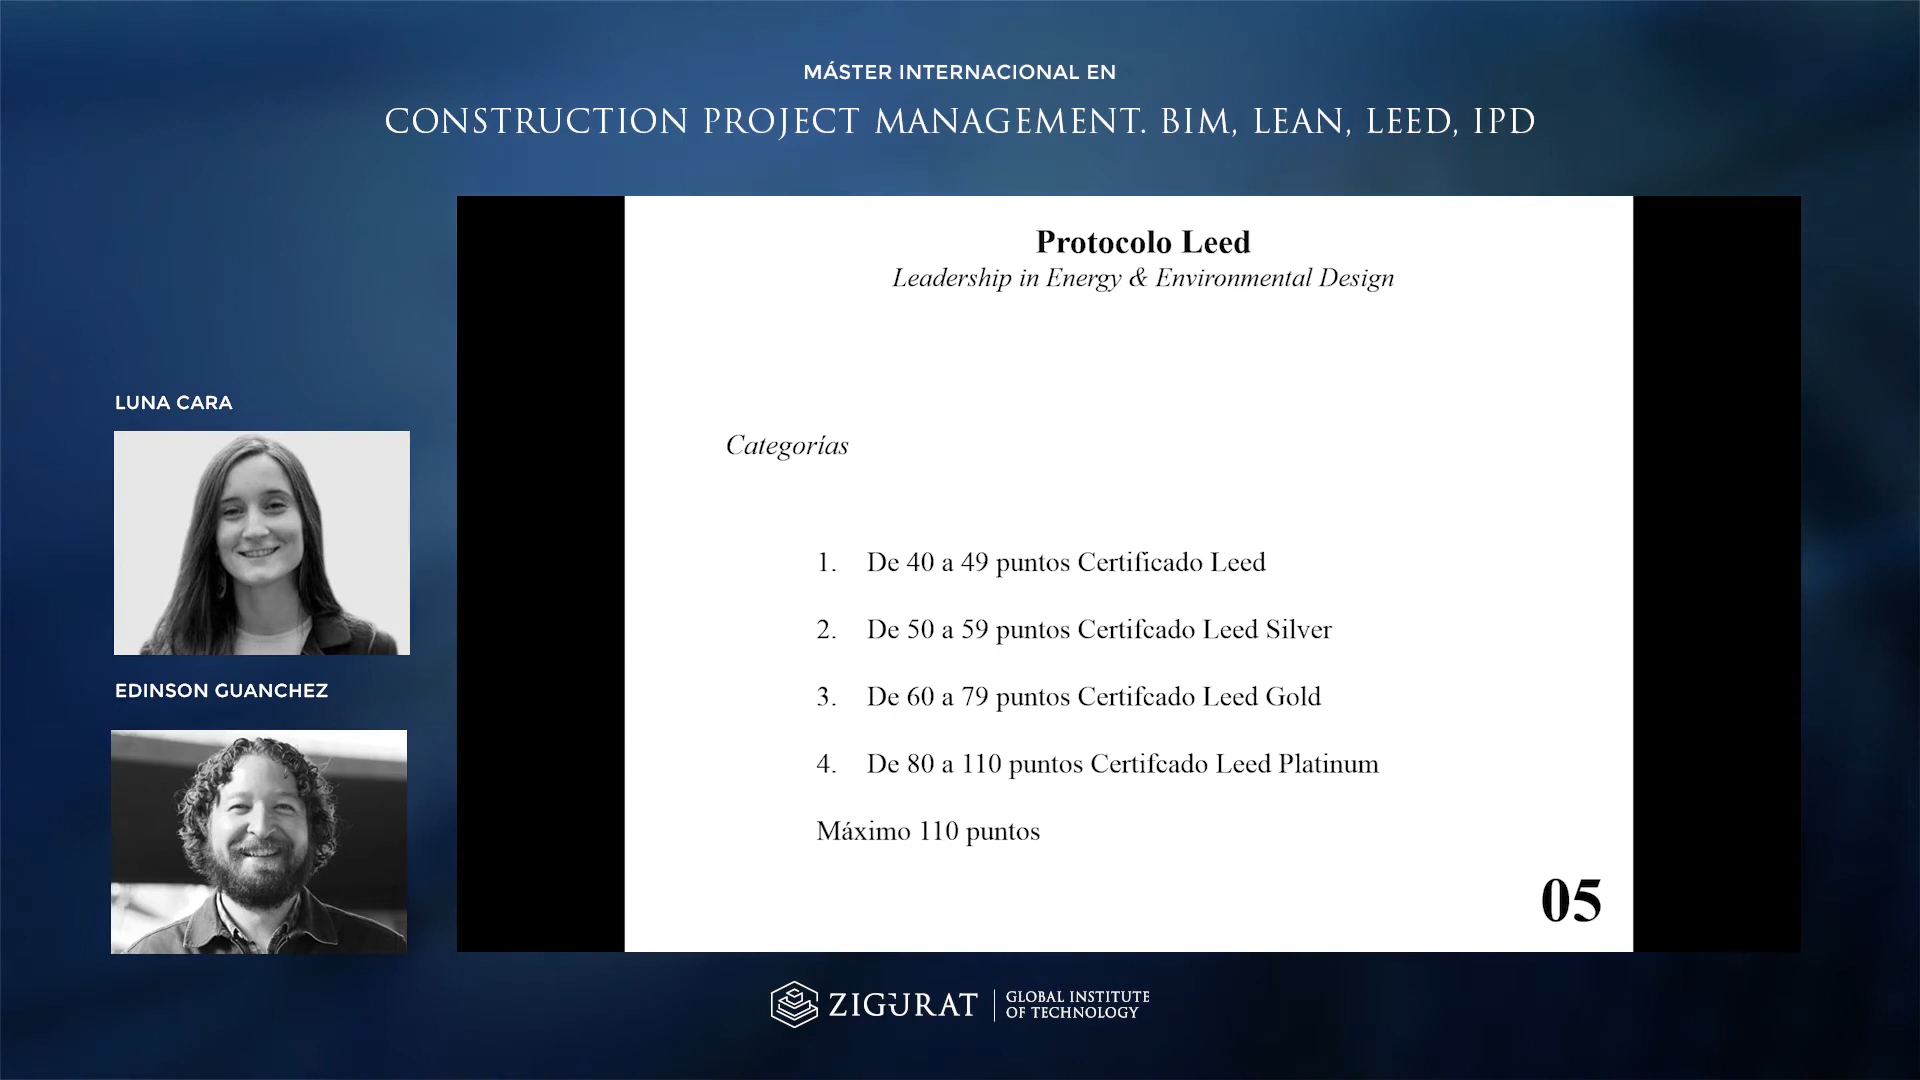 MÁSTER INTERNACIONAL EN
CONSTRUCTION PROJECT MANAGEMENT. BIM, LEAN, LEED, IPD
LUNA CARA
EDINSON GUANCHEZ
Protocolo Leed
Leadership in Energy & Environmental Design
Categorías
1. De 40 a 49 puntos Certificado Leed
2. De 50 a 59 puntos Certifcado Leed Silver
3. De 60 a 79 puntos Certifcado Leed Gold
4. De 80 a 110 puntos Certifcado Leed Platinum
Máximo 110 puntos
05
ZIGURAT
GLOBAL INSTITUTE
OF TECHNOLOGY